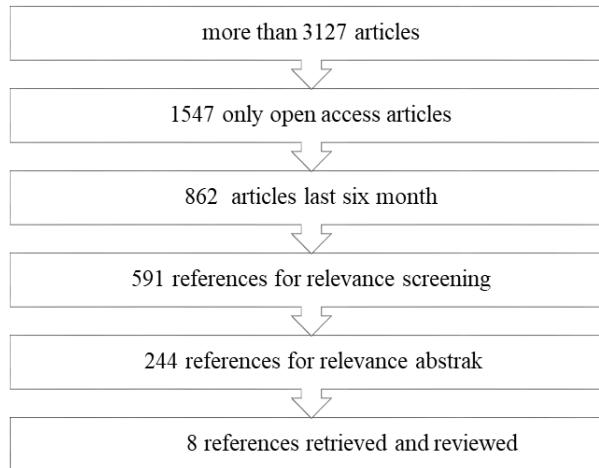 more than 3127 articles
1547 only open access articles
862 articles last six month
591 references for relevance screening
244 references for relevance abstrak
8 references retrieved and reviewed